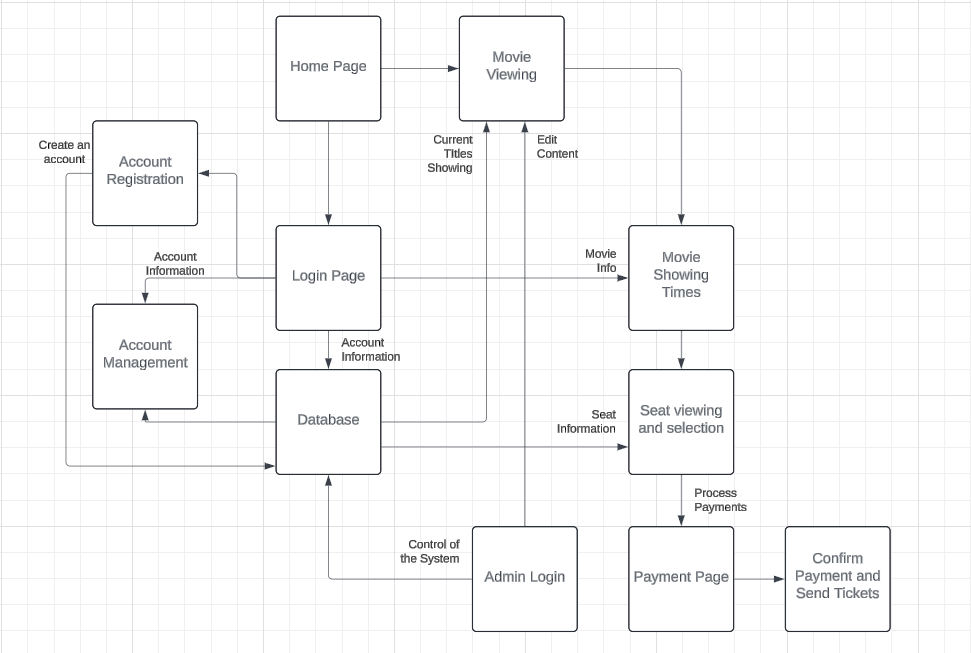 Home Page
Movie
Viewing
Create an
account
Account
Registration
Current
TItles
Showing
Edit
Content
Account
Information
Login Page
Movie
Info
Movie
Showing
Times
Account
Management
Account
Information
Database
Seat
Information
Seat viewing
and selection
Process
Payments
Control of
the System
Admin Login
Payment Page
Confirm
Payment and
Send Tickets